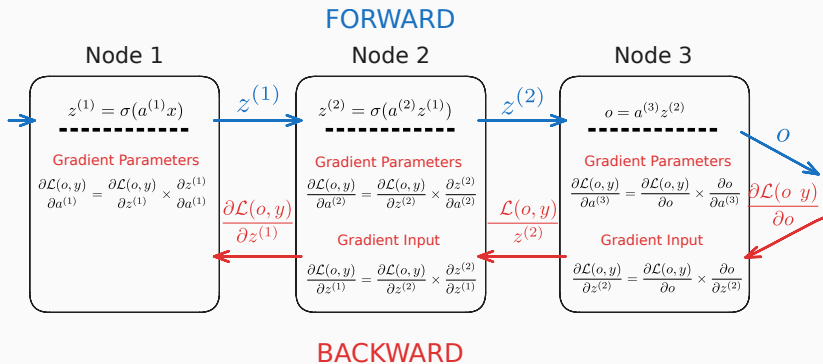 FORWARD
Node 1
Node 2
Node 3
z^{(1)} = σ(a^{(1)}x)
z^{(1)}
z^{(2)} = σ(a^{(2)}z^{(1)})
z^{(2)}
o = a^{(3)}z^{(2)}
o
Gradient Parameters
∂ℒ(o, y)/∂a^{(1)} = ∂ℒ(o, y)/∂z^{(1)} × ∂z^{(1)}/∂a^{(1)}
∂ℒ(o, y)/∂z^{(1)}
Gradient Parameters
∂ℒ(o, y)/∂a^{(2)} = ∂ℒ(o, y)/∂z^{(2)} × ∂z^{(2)}/∂a^{(2)}
Gradient Input
∂ℒ(o, y)/∂z^{(1)} = ∂ℒ(o, y)/∂z^{(2)} × ∂z^{(2)}/∂z^{(1)}
ℒ(o, y)/z^{(2)}
Gradient Parameters
∂ℒ(o, y)/∂a^{(3)} = ∂ℒ(o, y)/∂o × ∂o/∂a^{(3)}
Gradient Input
∂ℒ(o, y)/∂z^{(2)} = ∂ℒ(o, y)/∂o × ∂o/∂z^{(2)}
∂ℒ(o y)/∂o
BACKWARD